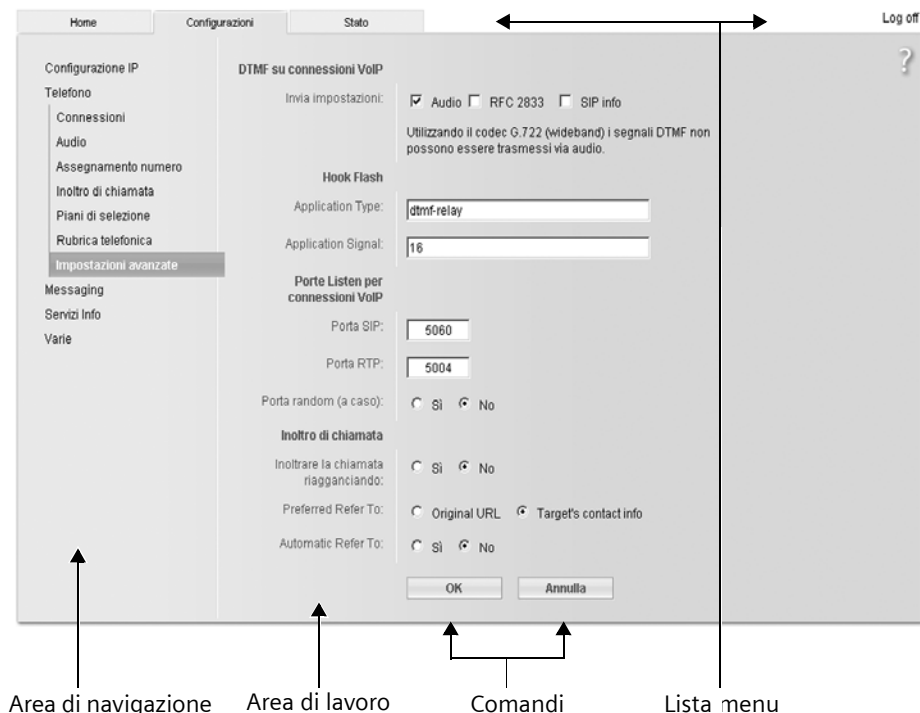 Home
Configurazioni
Stato
Log off
?
Configurazione IP
Telefono
Connessioni
Audio
Assegnamento numero
Inoltro di chiamata
Piani di selezione
Rubrica telefonica
Impostazioni avanzate
Messaging
Servizi Info
Varie
DTMF su connessioni VoIP
Invia impostazioni:
Audio
RFC 2833
SIP info
Utilizzando il codec G.722 (wideband) i segnali DTMF non
possono essere trasmessi via audio.
Hook Flash
Application Type:
dtmf-relay
Application Signal:
16
Porte Listen per
connessioni VoIP
Porta SIP:
5060
Porta RTP:
5004
Porta random (a caso):
Sì
No
Inoltro di chiamata
Inoltrare la chiamata
riagganciando:
Sì
No
Preferred Refer To:
Original URL
Target's contact info
Automatic Refer To:
Sì
No
OK
Annulla
Area di navigazione
Area di lavoro
Comandi
Lista menu